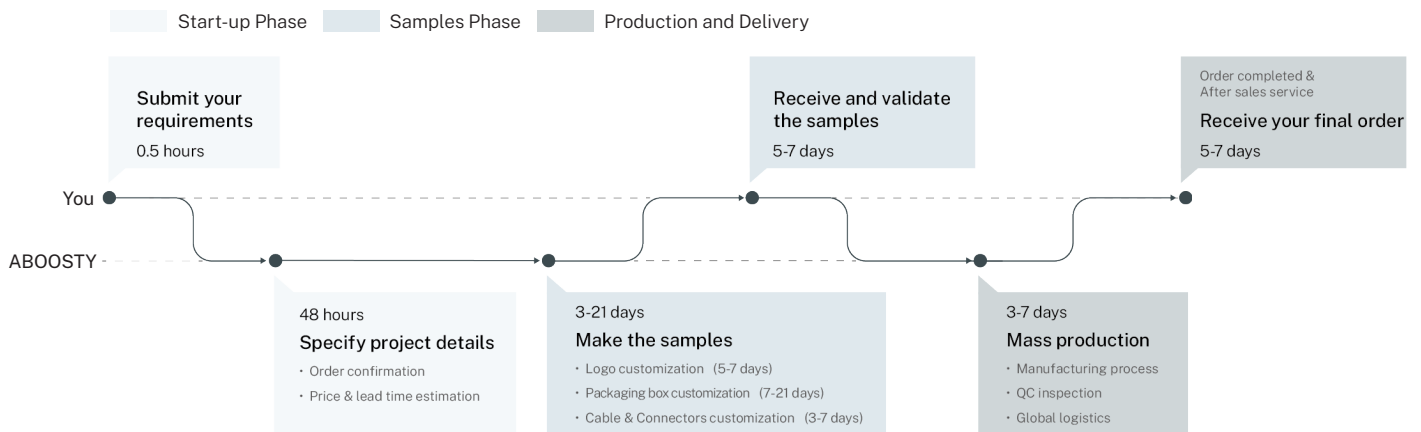 Start-up Phase
Samples Phase
Production and Delivery
Submit your
requirements
0.5 hours
Receive and validate
the samples
5-7 days
Order completed &
After sales service
Receive your final order
5-7 days
You
ABOOSTY
48 hours
Specify project details
• Order confirmation
• Price & lead time estimation
3-21 days
Make the samples
• Logo customization (5-7 days)
• Packaging box customization (7-21 days)
• Cable & Connectors customization (3-7 days)
3-7 days
Mass production
• Manufacturing process
• QC inspection
• Global logistics